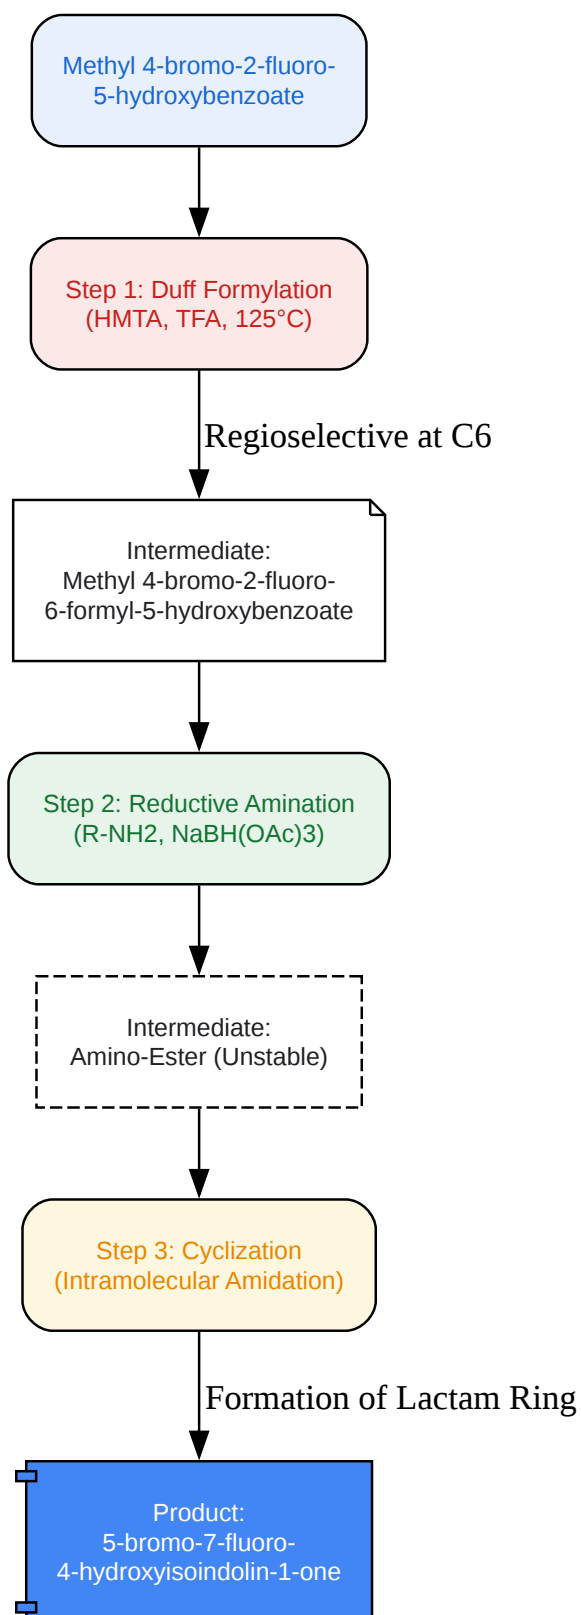 Methyl 4-bromo-2-fluoro-
5-hydroxybenzoate
Step 1: Duff Formylation
(HMTA, TFA, 125°C)
Regioselective at C6
Intermediate:
Methyl 4-bromo-2-fluoro-
6-formyl-5-hydroxybenzoate
Step 2: Reductive Amination
(R-NH2, NaBH(OAc)3)
Intermediate:
Amino-Ester (Unstable)
Step 3: Cyclization
(Intramolecular Amidation)
Formation of Lactam Ring
Product:
5-bromo-7-fluoro-
4-hydroxyisoindolin-1-one